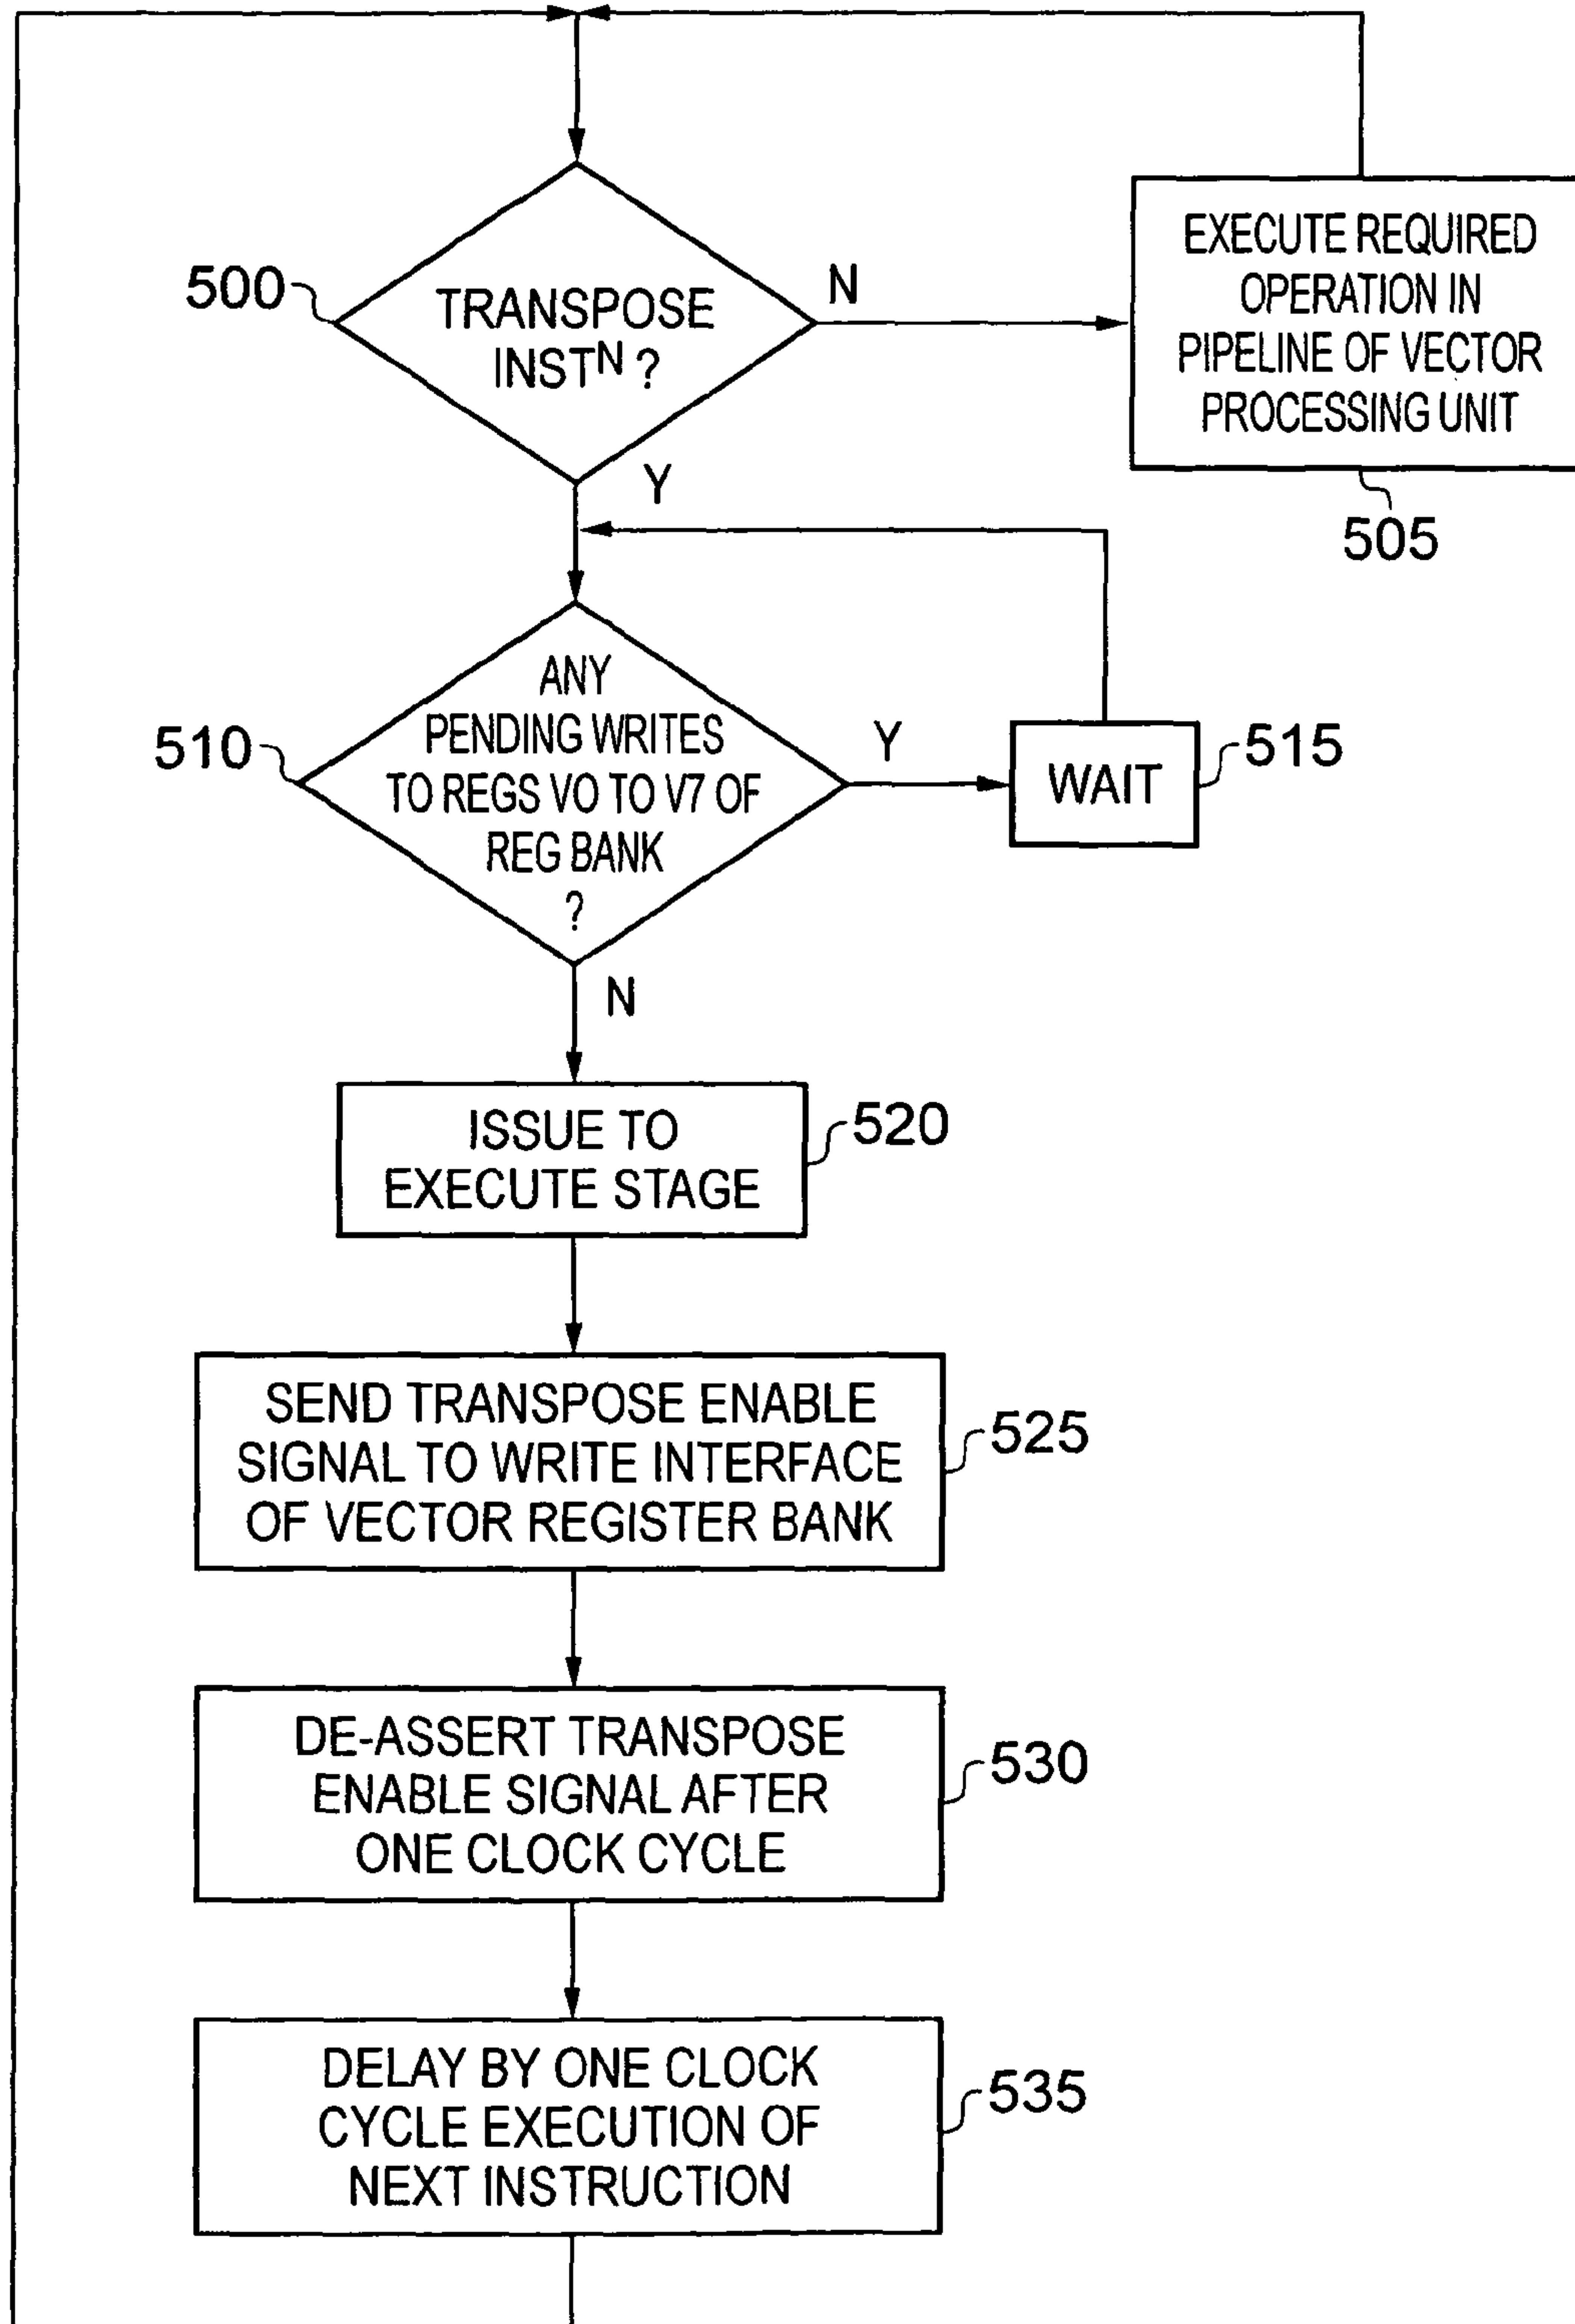 500
TRANSPOSE
INSTᴺ ?
N
EXECUTE REQUIRED
OPERATION IN
PIPELINE OF VECTOR
PROCESSING UNIT
505
Y
510
ANY
PENDING WRITES
TO REGS V0 TO V7 OF
REG BANK
?
Y
WAIT
515
N
ISSUE TO
EXECUTE STAGE
520
SEND TRANSPOSE ENABLE
SIGNAL TO WRITE INTERFACE
OF VECTOR REGISTER BANK
525
DE-ASSERT TRANSPOSE
ENABLE SIGNAL AFTER
ONE CLOCK CYCLE
530
DELAY BY ONE CLOCK
CYCLE EXECUTION OF
NEXT INSTRUCTION
535